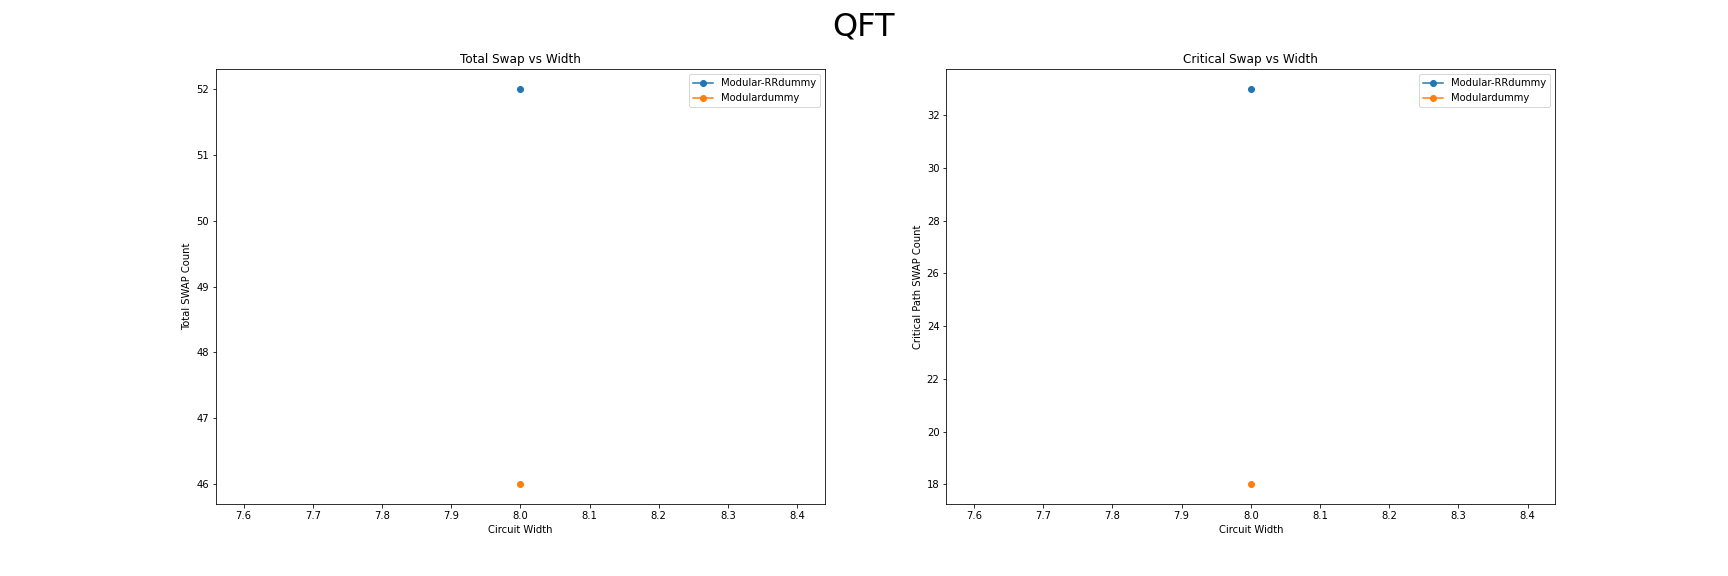 QFT
Total Swap vs Width
Modular-RRdummy
Modulardummy
52
51
50
49
48
47
46
Total SWAP Count
7.6 7.7 7.8 7.9 8.0 8.1 8.2 8.3 8.4
Circuit Width
Critical Swap vs Width
Modular-RRdummy
Modulardummy
32
30
28
26
24
22
20
18
Critical Path SWAP Count
7.6 7.7 7.8 7.9 8.0 8.1 8.2 8.3 8.4
Circuit Width